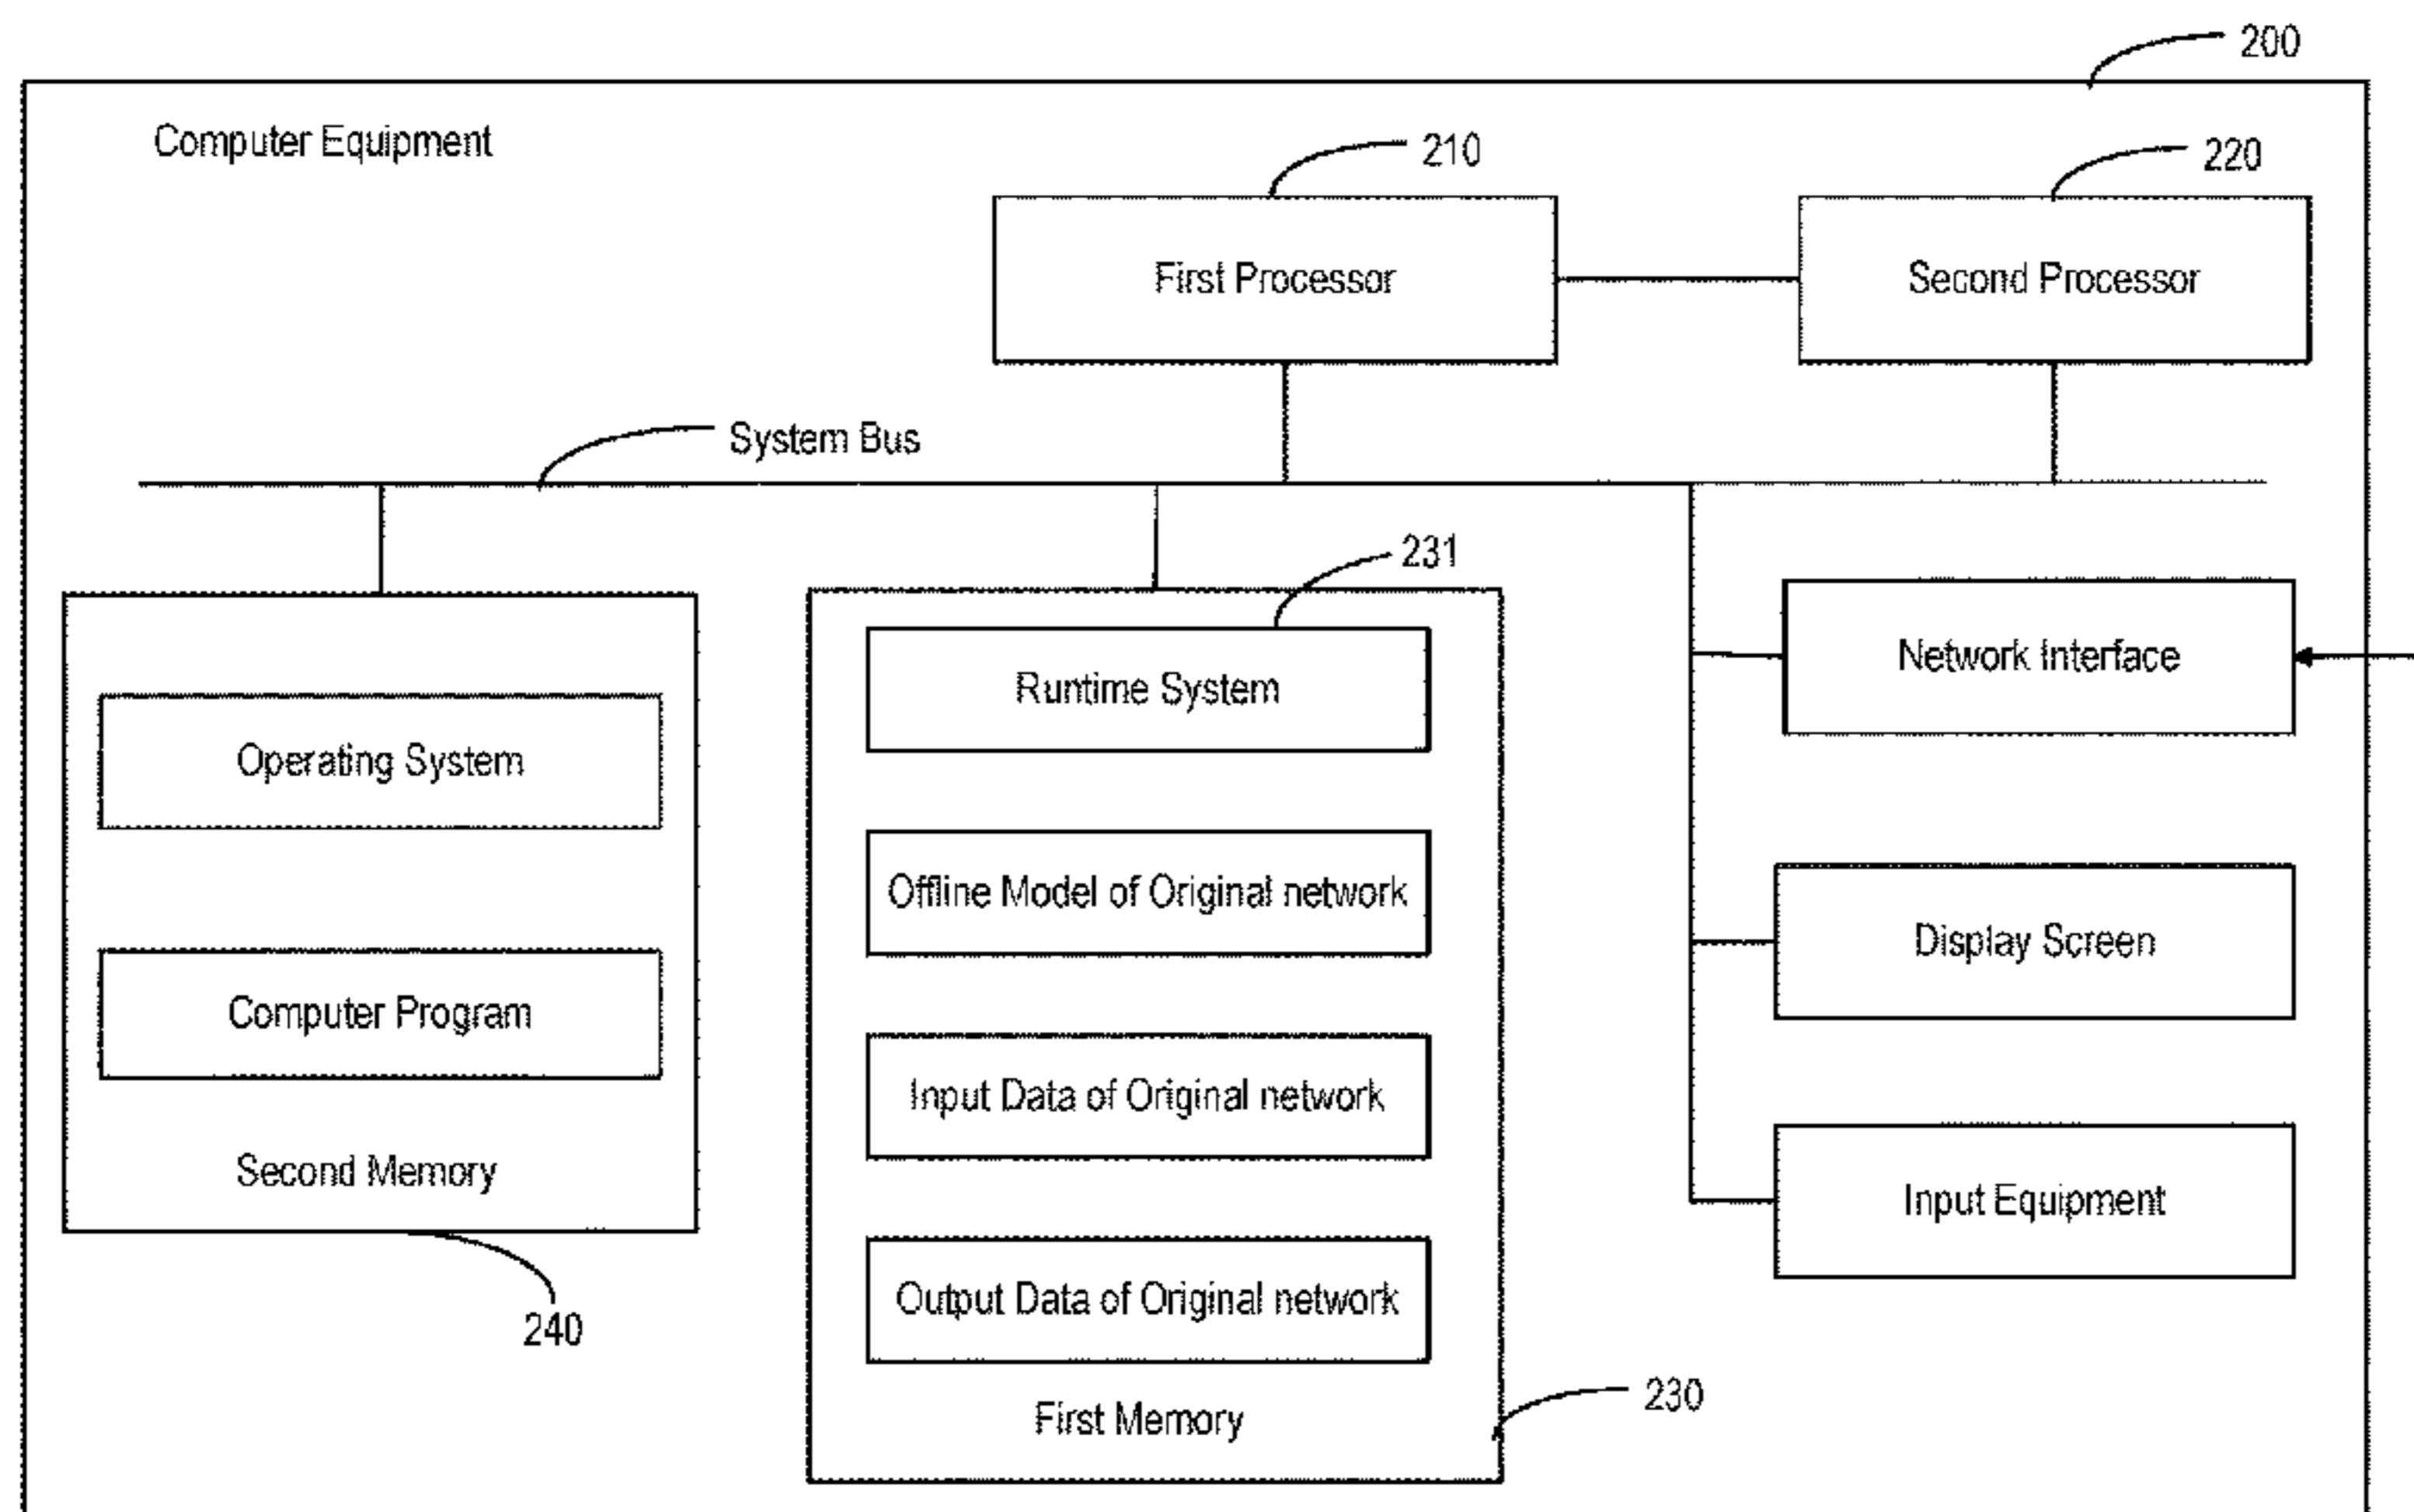 200
Computer Equipment
210
220
First Processor
Second Processor
System Bus
231
Runtime System
Network Interface
Operating System
Offline Model of Original network
Display Screen
Computer Program
Input Data of Original network
Second Memory
Input Equipment
Output Data of Original network
240
230
First Memory